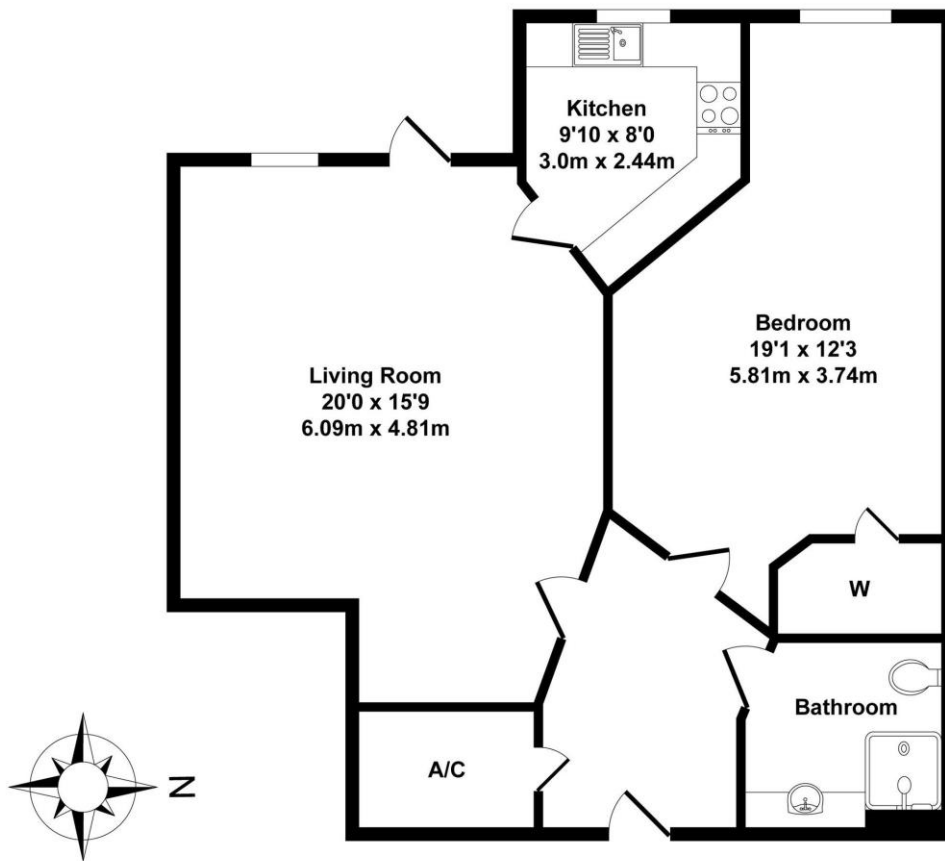 Kitchen
9'10 x 8'0
3.0m x 2.44m
Bedroom
19'1 x 12'3
5.81m x 3.74m
Living Room
20'0 x 15'9
6.09m x 4.81m
W
Bathroom
A/C
N